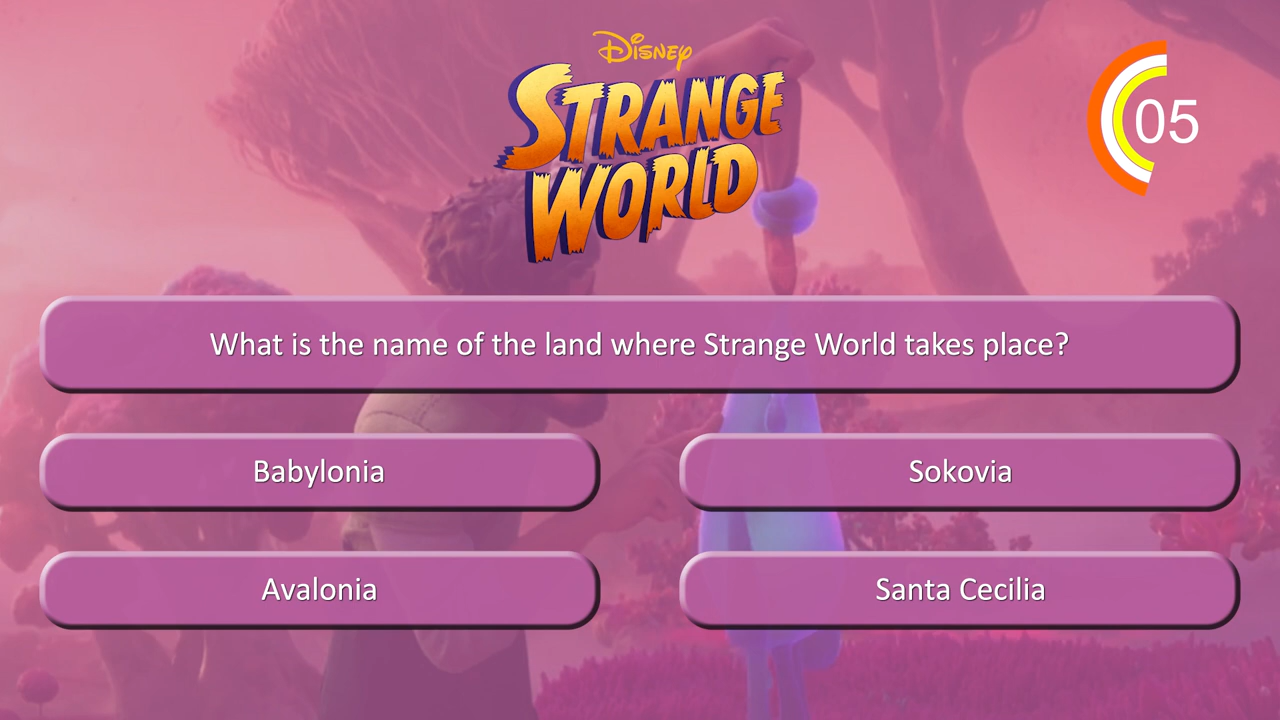 Disney
STRANGE
WORLD
05
What is the name of the land where Strange World takes place?
Babylonia
Sokovia
Avalonia
Santa Cecilia